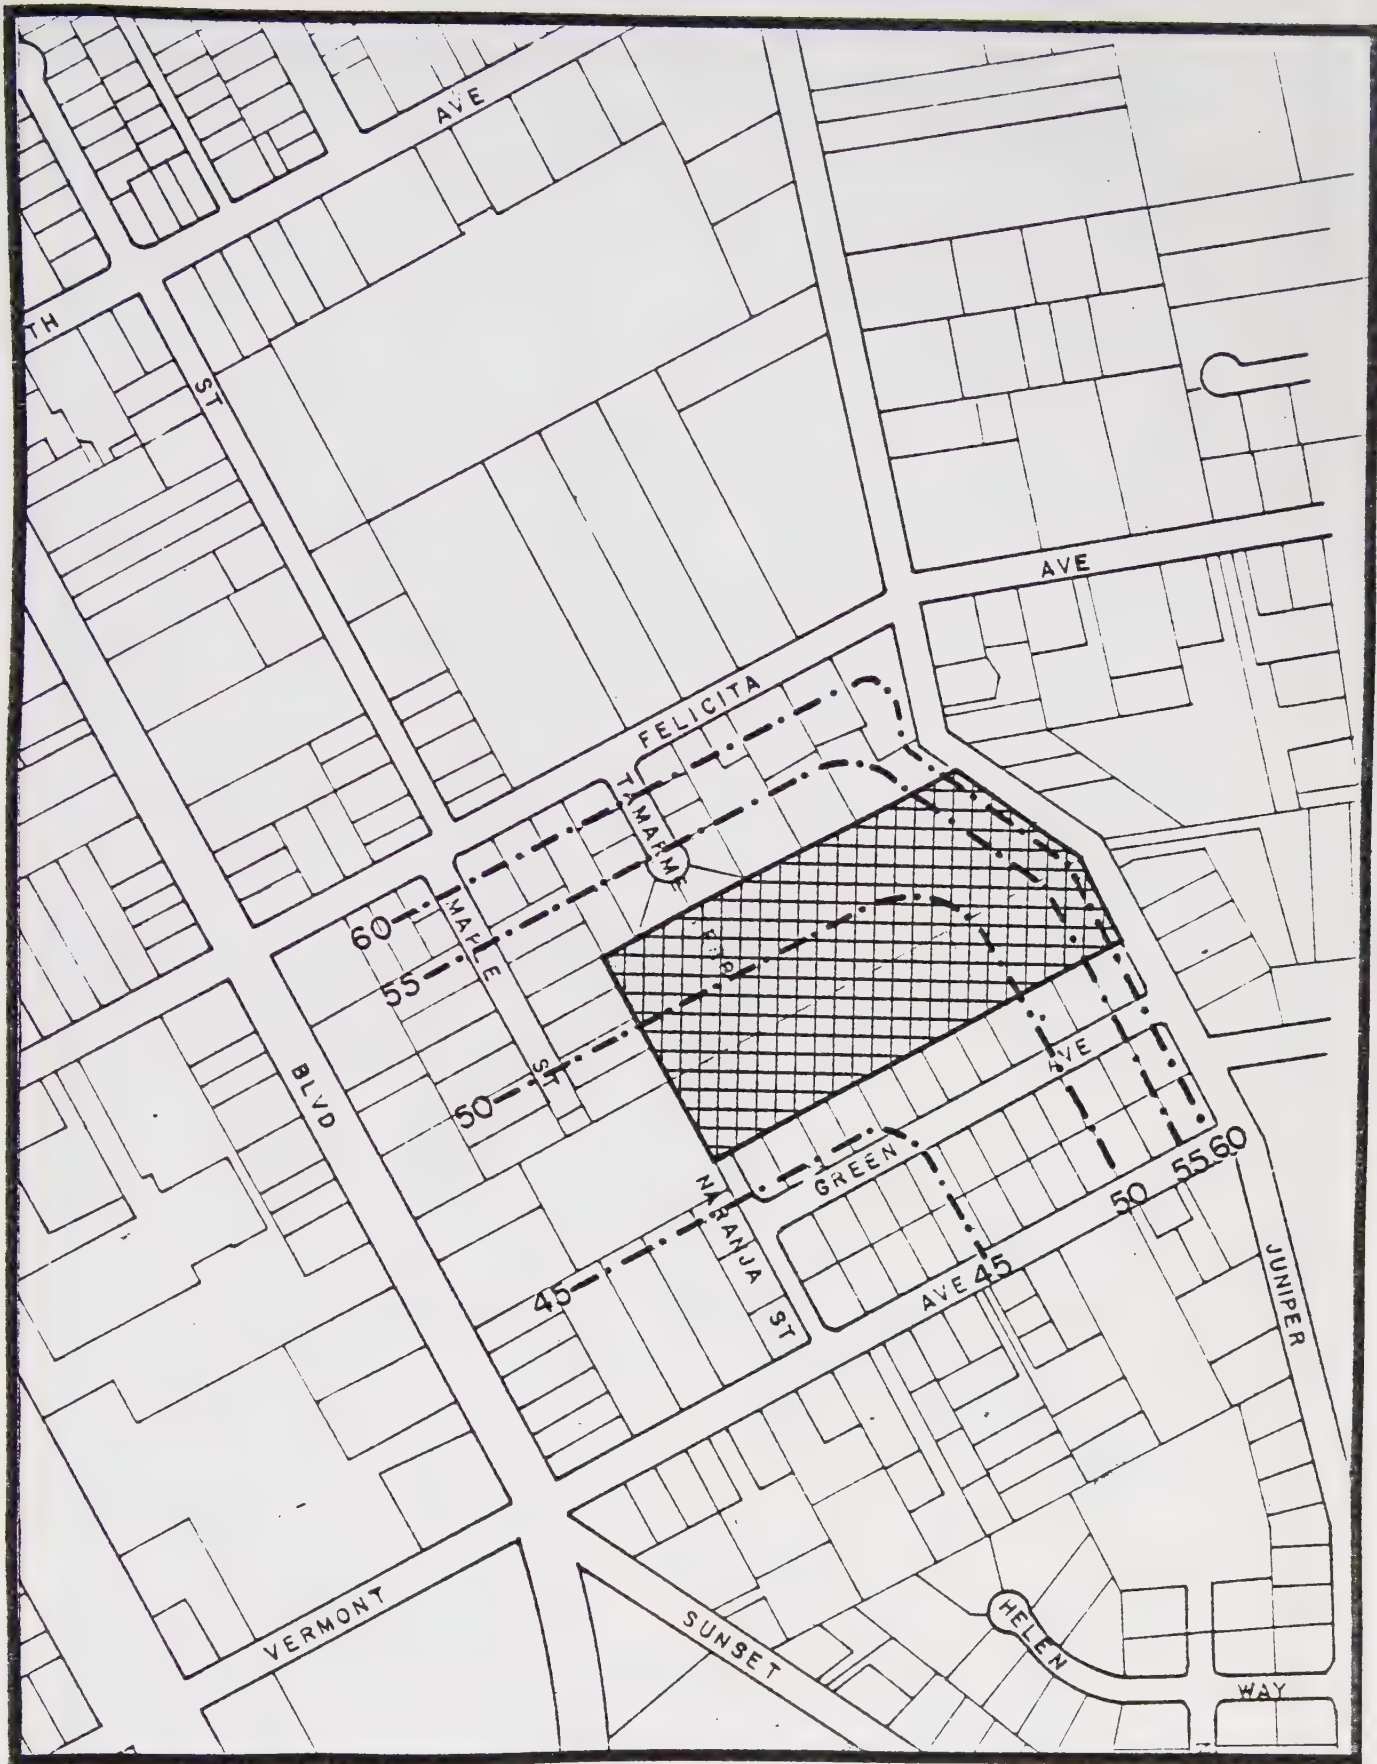 AVE
TH
ST
AVE
FELICITA
TAMARME
60
MAPLE
55
50
ST
BLVD
AVE
GREEN
NARANJA
ST
45
AVE
45
50
55
60
JUNIPER
VERMONT
SUNSET
HELEN
WAY